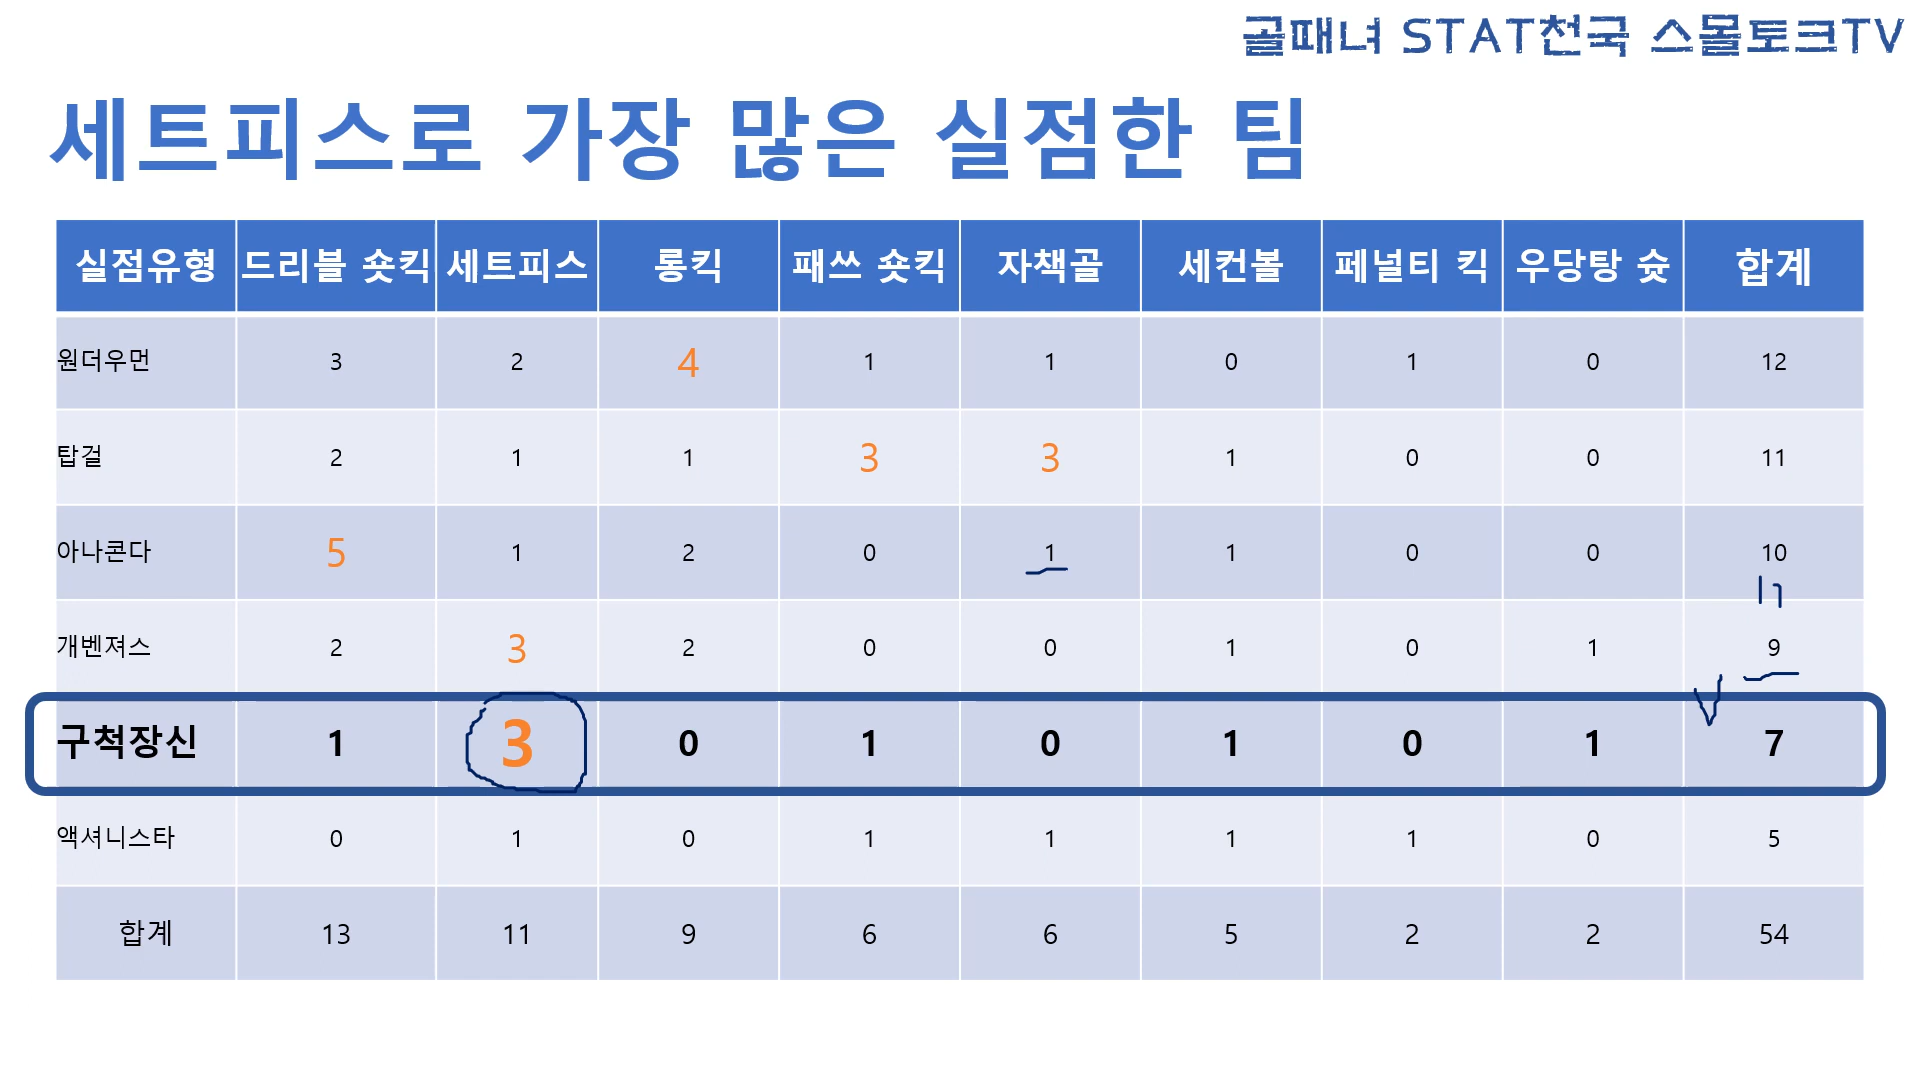 골때녀 STAT천국 스몰토크TV
세트피스로 가장 많은 실점한 팀
실점유형 드리블 숏킥 세트피스 롱킥 패쓰 숏킥 자책골 세컨볼 페널티 킥 우당탕 슛 합계
원더우먼 3 2 4 1 1 0 1 0 12
탑걸 2 1 1 3 3 1 0 0 11
아나콘다 5 1 2 0 1 1 0 0 10
17
개벤져스 2 3 2 0 0 1 0 1 9
구척장신 1 3 0 1 0 1 0 1 7
액셔니스타 0 1 0 1 1 1 1 0 5
합계 13 11 9 6 6 5 2 2 54